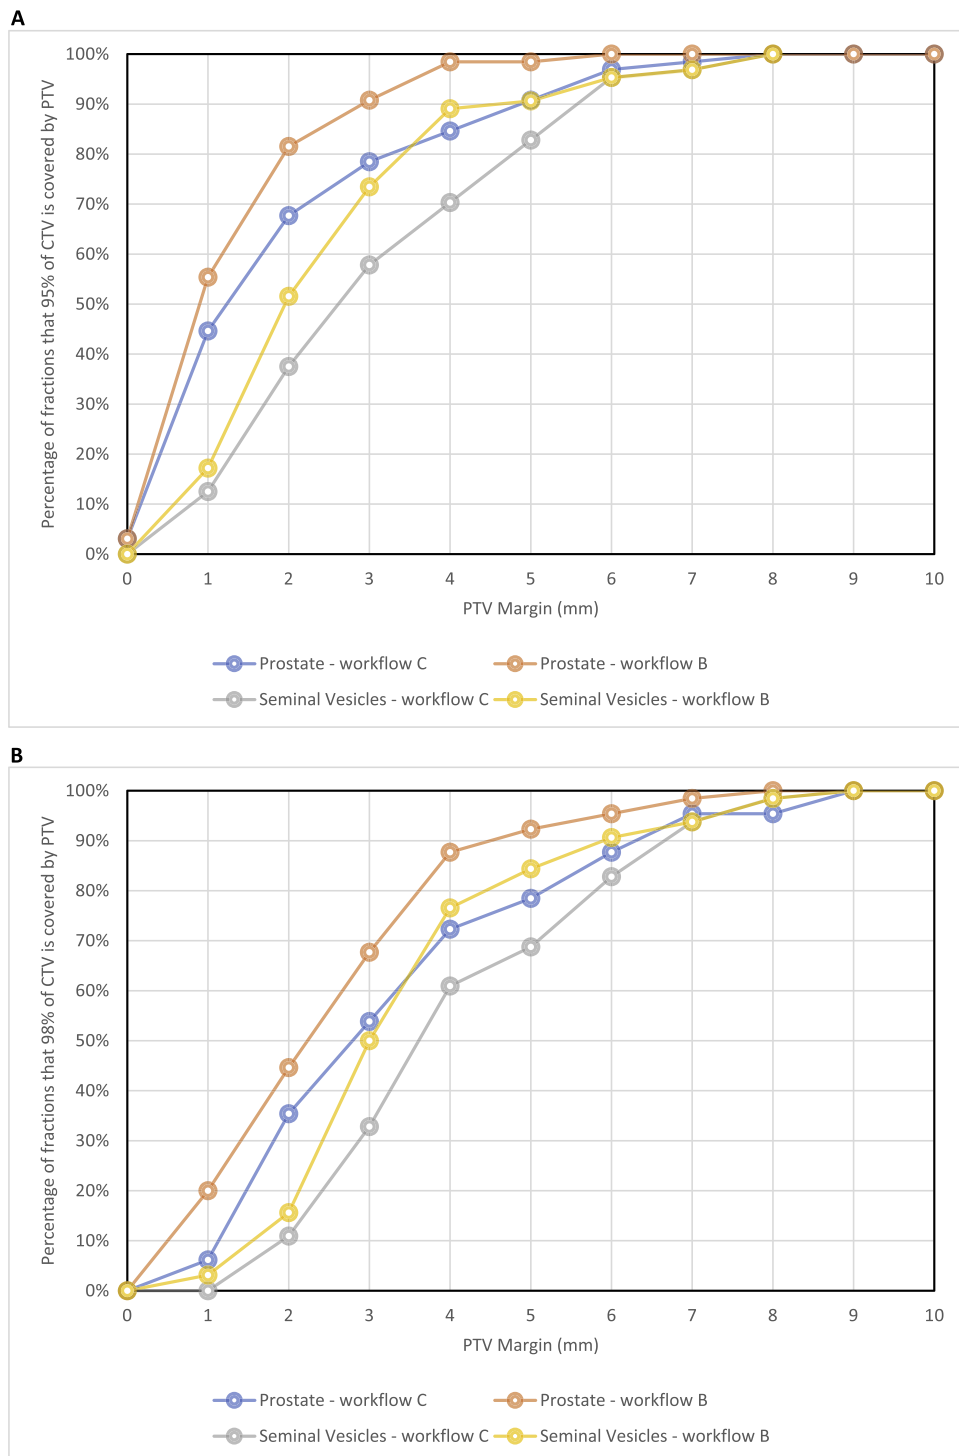 A
Percentage of fractions that 95% of CTV is covered by PTV
100%
90%
80%
70%
60%
50%
40%
30%
20%
10%
0%
0 1 2 3 4 5 6 7 8 9 10
PTV Margin (mm)
Prostate - workflow C Prostate - workflow B
Seminal Vesicles - workflow C Seminal Vesicles - workflow B
B
Percentage of fractions that 98% of CTV is covered by PTV
100%
90%
80%
70%
60%
50%
40%
30%
20%
10%
0%
0 1 2 3 4 5 6 7 8 9 10
PTV Margin (mm)
Prostate - workflow C Prostate - workflow B
Seminal Vesicles - workflow C Seminal Vesicles - workflow B